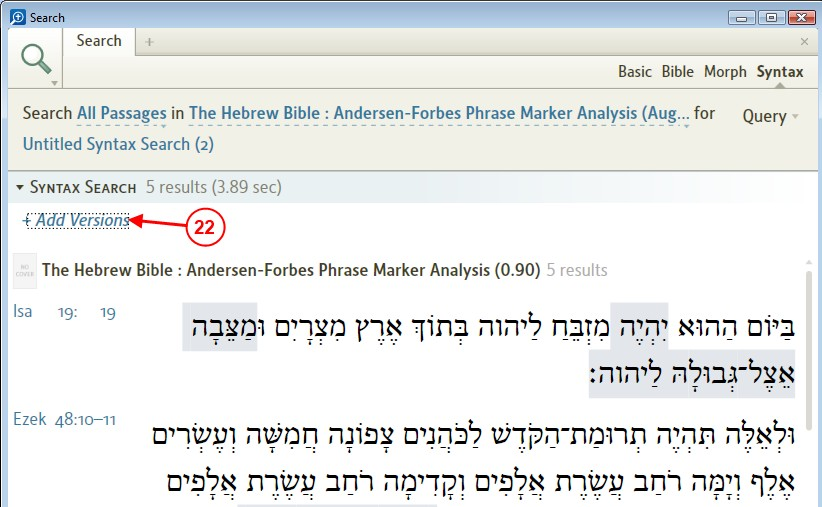 Search
Search
Basic Bible Morph Syntax
Search All Passages in The Hebrew Bible : Andersen-Forbes Phrase Marker Analysis (Aug... for
Untitled Syntax Search (2)
Query
SYNTAX SEARCH 5 results (3.89 sec)
+ Add Versions
22
NO COVER
The Hebrew Bible : Andersen-Forbes Phrase Marker Analysis (0.90) 5 results
Isa 19: 19
בַּיּוֹם הַהוּא יִהְיֶה מִזְבֵּחַ לַיהוה בְּתוֹךְ אֶרֶץ מִצְרָיִם וּמַצֵּבָה
אֵצֶל־גְּבוּלָהּ לַיהוה׃
Ezek 48:10–11
וּלְאֵלֶּה תִּהְיֶה תְרוּמַת־הַקֹּדֶשׁ לַכֹּהֲנִים צָפוֹנָה חֲמִשָּׁה וְעֶשְׂרִים
אֶלֶף וְיָמָּה רֹחַב עֲשֶׂרֶת אֲלָפִים וְקָדִימָה רֹחַב עֲשֶׂרֶת אֲלָפִים